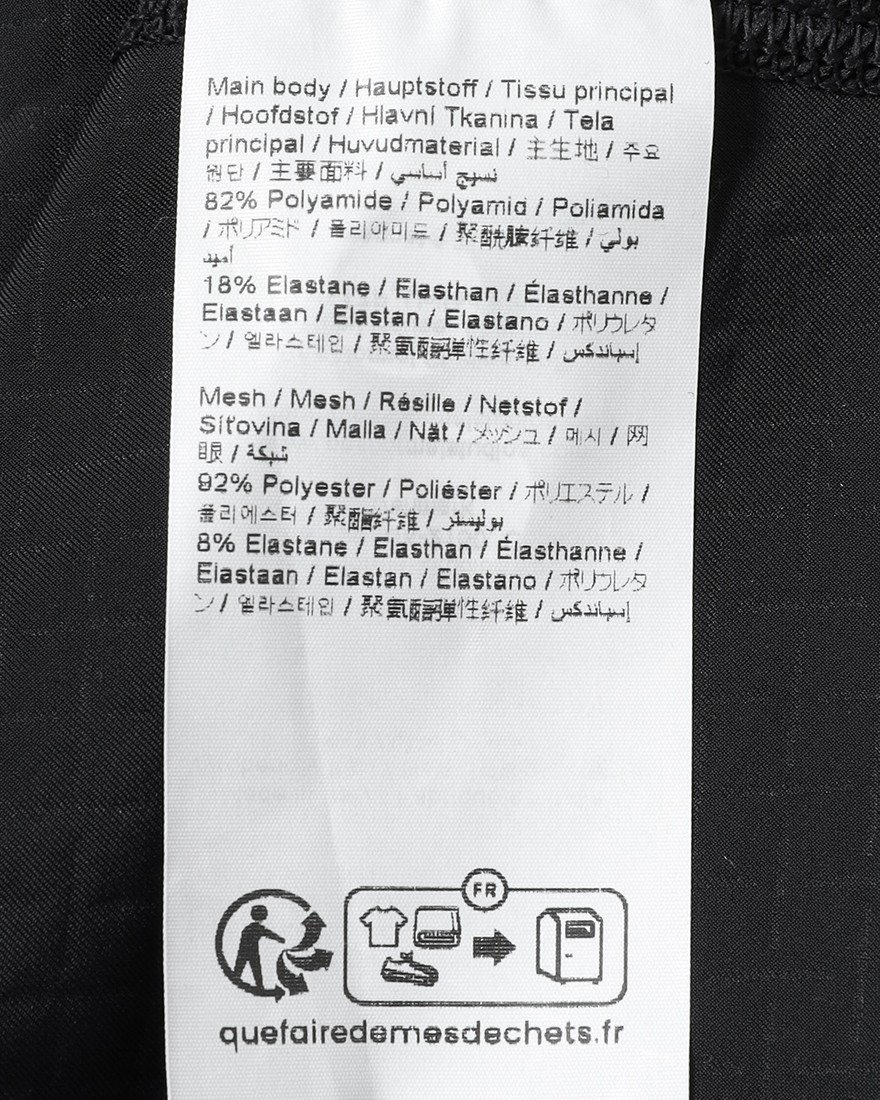 Main body / Hauptstoff / Tissu principal
/ Hoofdstof / Hlavní Tkanina / Tela
principal / Huvudmaterial / 主生地 / 주요
원단 / 主要面料 / نسيج أساسي
82% Polyamide / Polyamid / Poliamida
/ ポリアミド / 폴리아미드 / 聚酰胺纤维 / بولي
أميد
18% Elastane / Elasthan / Élasthanne /
Elastaan / Elastan / Elastano / ポリウレタ
ン / 엘라스테인 / 聚氨酯弹性纤维 / إسباندكس
Mesh / Mesh / Résille / Netstof /
Síťovina / Malla / Nät / メッシュ / 메시 / 网
眼 / شبكة
92% Polyester / Poliéster / ポリエステル /
폴리에스터 / 聚酯纤维 / بوليستر
8% Elastane / Elasthan / Élasthanne /
Elastaan / Elastan / Elastano / ポリウレタ
ン / 엘라스테인 / 聚氨酯弹性纤维 / إسباندكس
FR
quefairedemesdechets.fr